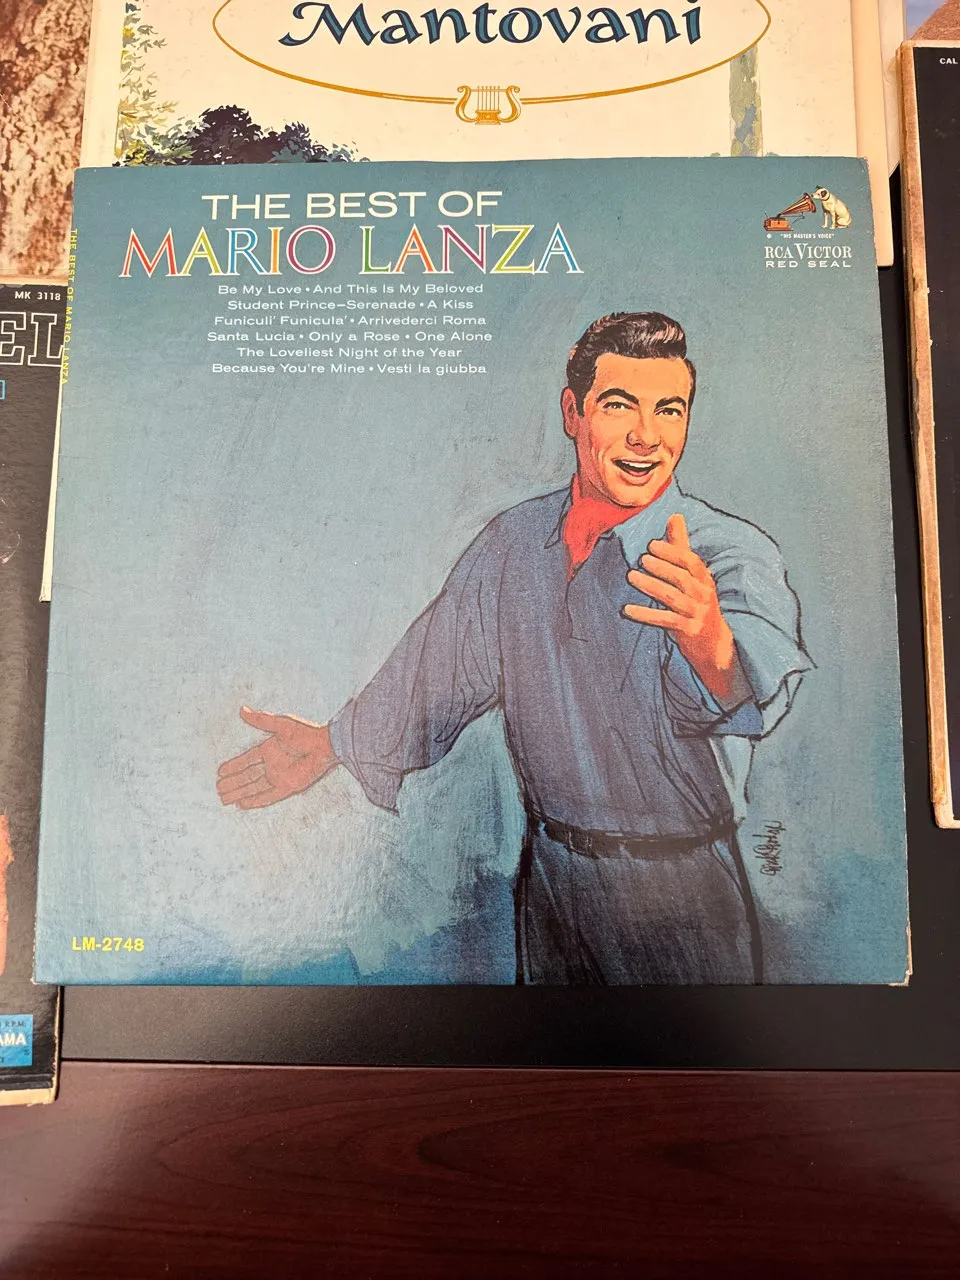 Mantovani
CAL
THE BEST OF
MARIO LANZA
Be My Love • And This Is My Beloved
Student Prince—Serenade • A Kiss
Funiculi' Funicula' • Arrivederci Roma
Santa Lucia • Only a Rose • One Alone
The Loveliest Night of the Year
Because You're Mine • Vesti la giubba
"HIS MASTER'S VOICE"
RCA VICTOR
RED SEAL
THE BEST OF MARIO LANZA
MK 3118
EL
LM-2748
R.P.M.
AMA